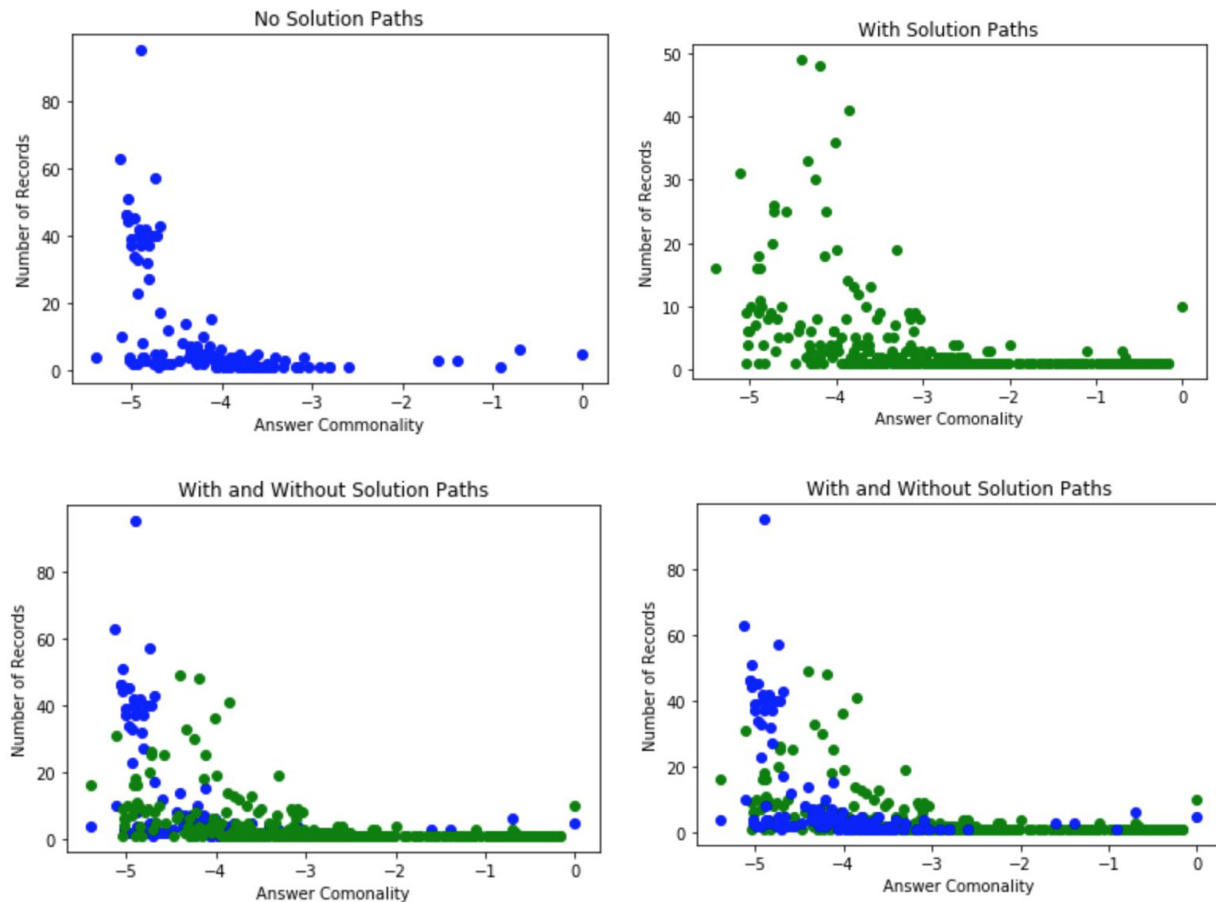 No Solution Paths
Number of Records
80
60
40
20
0
−5 −4 −3 −2 −1 0
Answer Commonality
With Solution Paths
Number of Records
50
40
30
20
10
0
−5 −4 −3 −2 −1 0
Answer Comonality
With and Without Solution Paths
Number of Records
80
60
40
20
0
−5 −4 −3 −2 −1 0
Answer Comonality
With and Without Solution Paths
Number of Records
80
60
40
20
0
−5 −4 −3 −2 −1 0
Answer Comonality